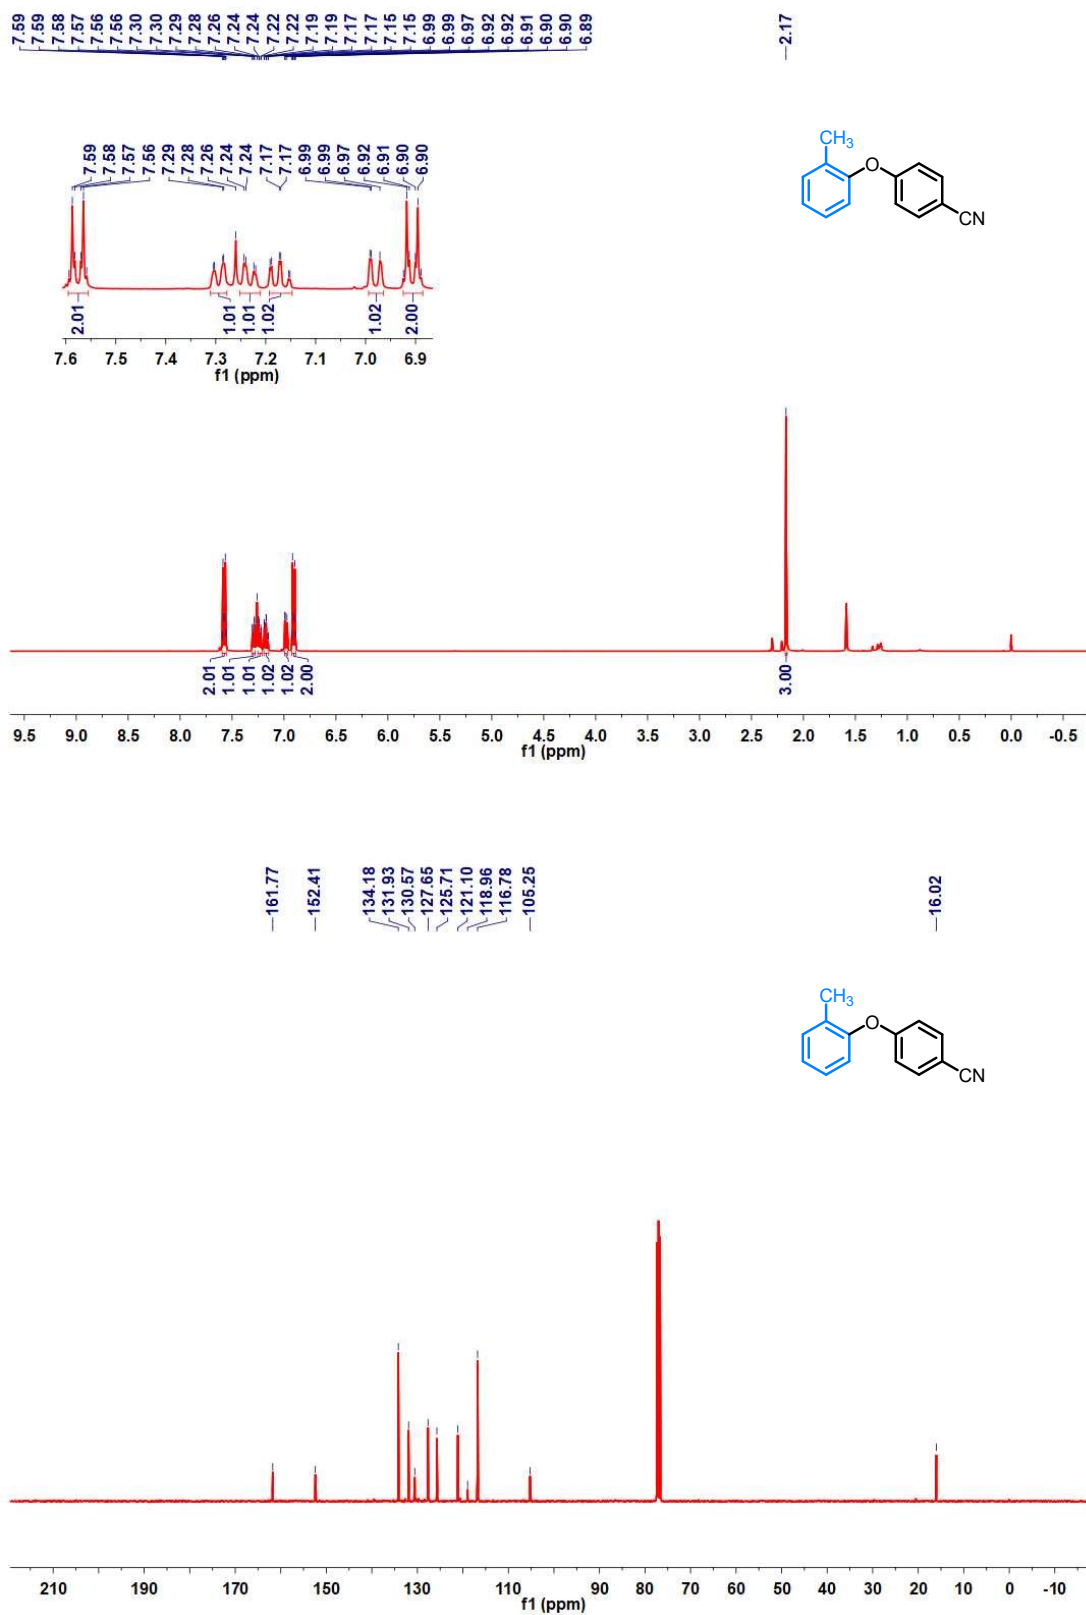 7.59 7.59 7.58 7.57 7.56 7.56 7.30 7.30 7.29 7.28 7.26 7.24 7.24 7.22 7.22 7.19 7.19 7.17 7.17 7.15 7.15 6.99 6.99 6.97 6.92 6.92 6.91 6.90 6.90 6.89
2.17
7.59 7.58 7.57 7.56 7.29 7.28 7.26 7.24 7.24 7.17 7.17 6.99 6.99 6.97 6.92 6.91 6.90 6.90
CH3
O
CN
2.01 1.01 1.01 1.02 1.02 2.00
7.6 7.5 7.4 7.3 7.2 7.1 7.0 6.9
f1 (ppm)
2.01 1.01 1.01 1.02 1.02 2.00 3.00
9.5 9.0 8.5 8.0 7.5 7.0 6.5 6.0 5.5 5.0 4.5 4.0 3.5 3.0 2.5 2.0 1.5 1.0 0.5 0.0 -0.5
f1 (ppm)
161.77 152.41 134.18 131.93 130.57 127.65 125.71 121.10 118.96 116.78 105.25 16.02
CH3
O
CN
210 190 170 150 130 110 90 80 70 60 50 40 30 20 10 0 -10
f1 (ppm)